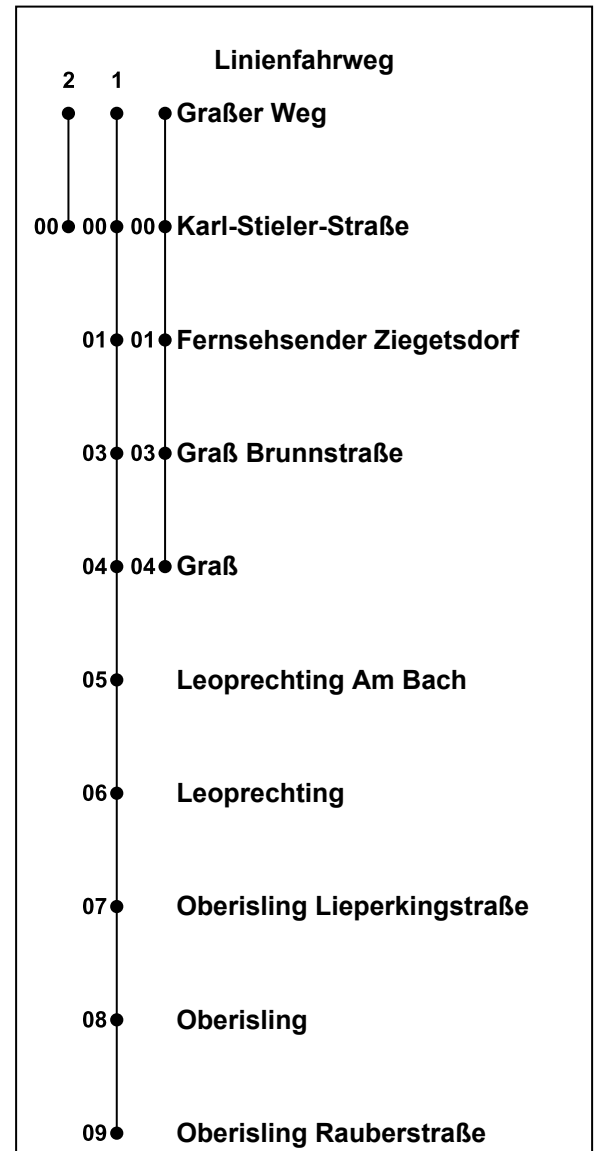 Linienfahrweg
2 1
Graßer Weg
00 00 00 Karl-Stieler-Straße
01 01 Fernsehsender Ziegetsdorf
03 03 Graß Brunnstraße
04 04 Graß
05 Leoprechting Am Bach
06 Leoprechting
07 Oberisling Lieperkingstraße
08 Oberisling
09 Oberisling Rauberstraße